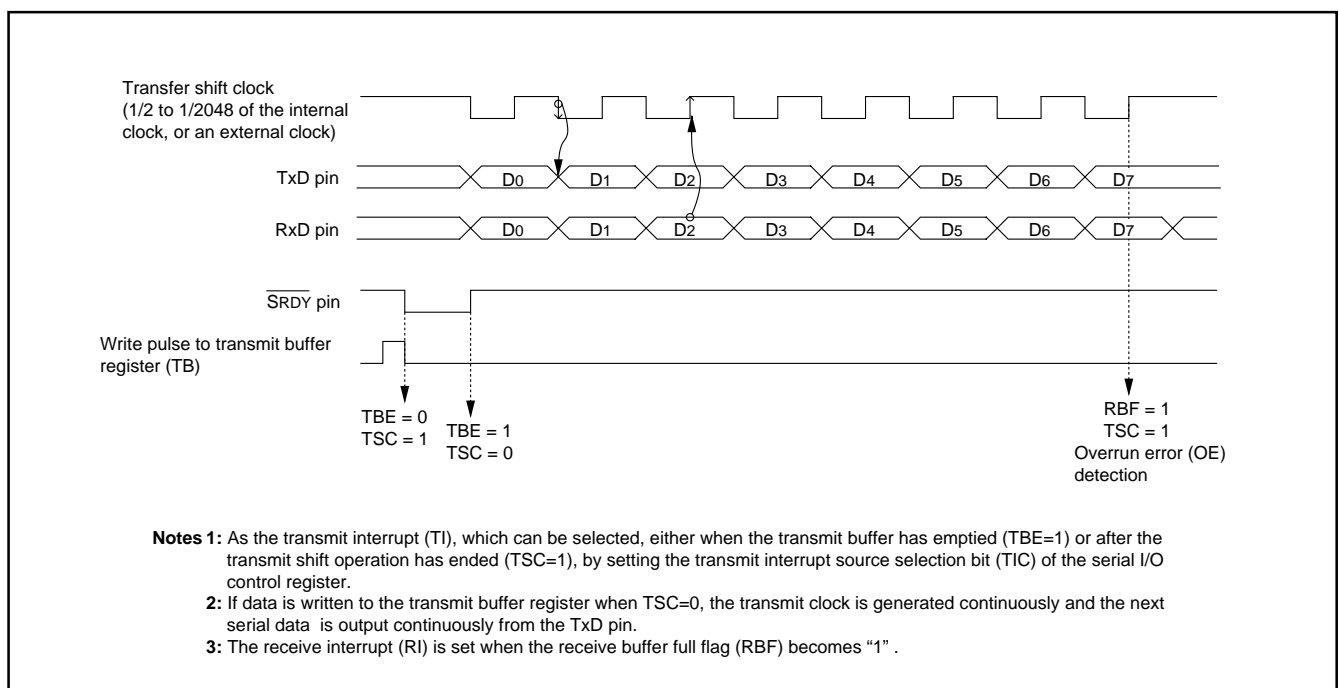 Transfer shift clock
(1/2 to 1/2048 of the internal
clock, or an external clock)
TxD pin
D0 D1 D2 D3 D4 D5 D6 D7
RxD pin
D0 D1 D2 D3 D4 D5 D6 D7
SRDY pin
Write pulse to transmit buffer
register (TB)
TBE = 0
TSC = 1
TBE = 1
TSC = 0
RBF = 1
TSC = 1
Overrun error (OE)
detection
Notes 1: As the transmit interrupt (TI), which can be selected, either when the transmit buffer has emptied (TBE=1) or after the
transmit shift operation has ended (TSC=1), by setting the transmit interrupt source selection bit (TIC) of the serial I/O
control register.
2: If data is written to the transmit buffer register when TSC=0, the transmit clock is generated continuously and the next
serial data is output continuously from the TxD pin.
3: The receive interrupt (RI) is set when the receive buffer full flag (RBF) becomes “1” .